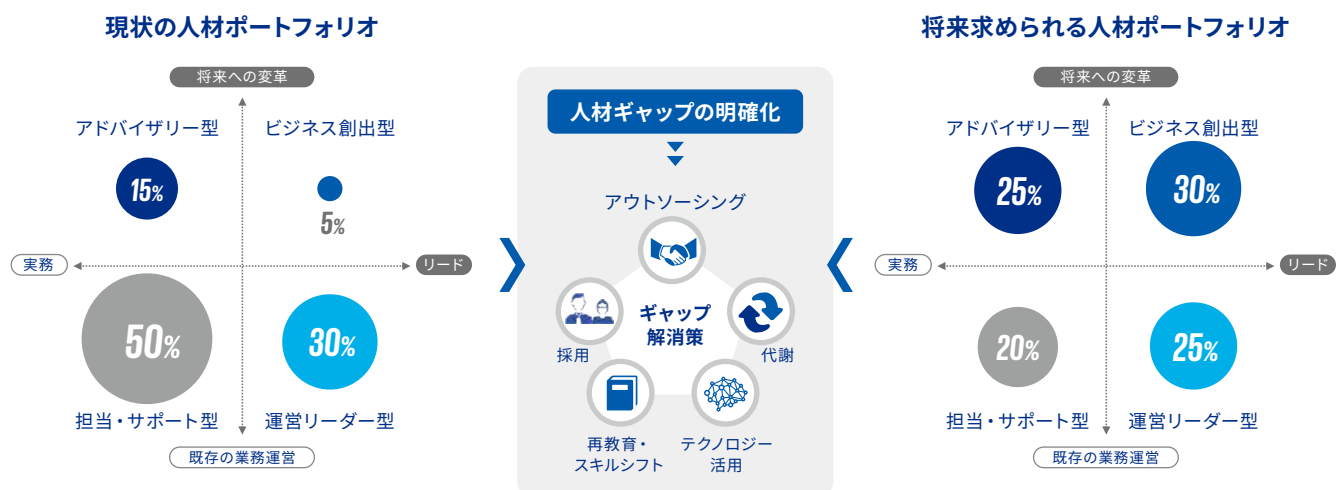 現状の人材ポートフォリオ
将来への変革
アドバイザリー型
ビジネス創出型
15%
5%
実務
リード
50%
30%
担当・サポート型
運営リーダー型
既存の業務運営
人材ギャップの明確化
アウトソーシング
ギャップ
解消策
採用
代謝
再教育・
スキルシフト
テクノロジー
活用
将来求められる人材ポートフォリオ
将来への変革
アドバイザリー型
ビジネス創出型
25%
30%
実務
リード
20%
25%
担当・サポート型
運営リーダー型
既存の業務運営